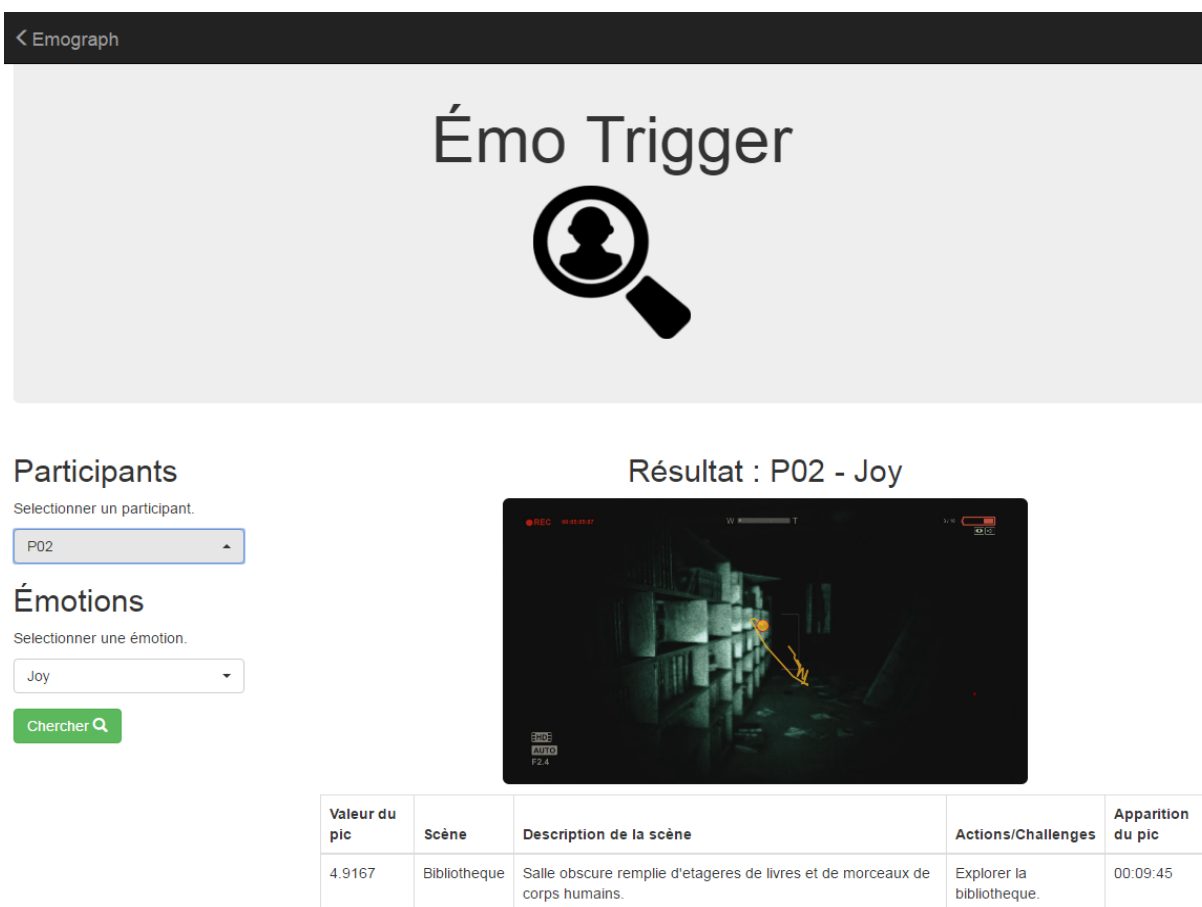 Emograph
Émo Trigger
Participants
Selectionner un participant.
P02
Émotions
Selectionner une émotion.
Joy
Chercher
Résultat : P02 - Joy
REC
W T
HD
AUTO
F2.4
Valeur du pic
Scène
Description de la scène
Actions/Challenges
Apparition du pic
4.9167
Bibliotheque
Salle obscure remplie d'etageres de livres et de morceaux de
corps humains.
Explorer la
bibliotheque.
00:09:45